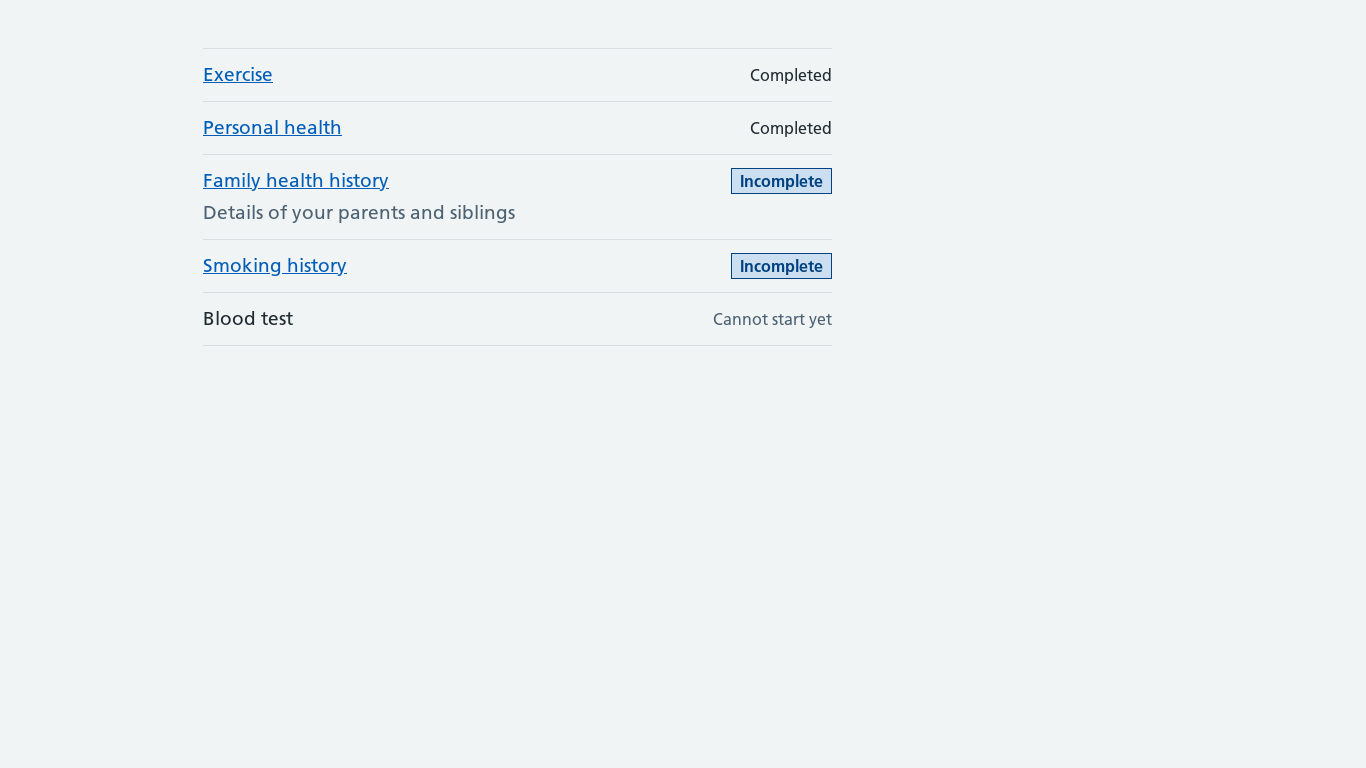 Exercise Completed
Personal health Completed
Family health history Incomplete
Details of your parents and siblings
Smoking history Incomplete
Blood test Cannot start yet